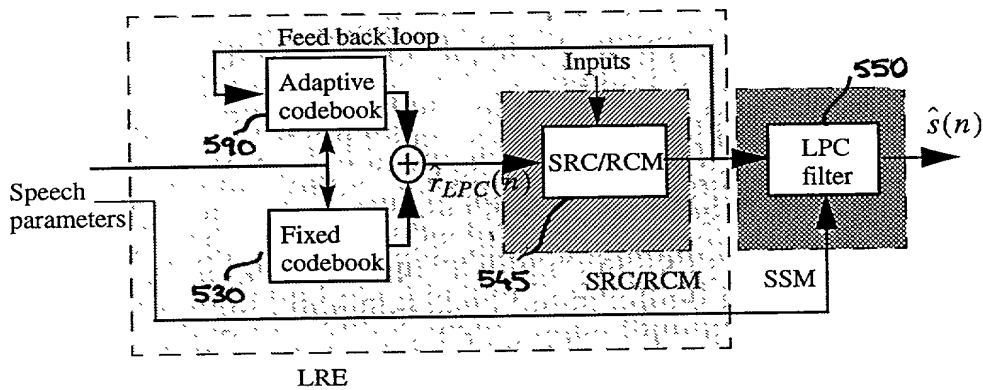 Feed back loop
Adaptive
codebook
590
Inputs
550
SRC/RCM
LPC
filter
ŝ(n)
+
r_LPC(n)
Speech
parameters
Fixed
codebook
530
545
SRC/RCM
SSM
LRE